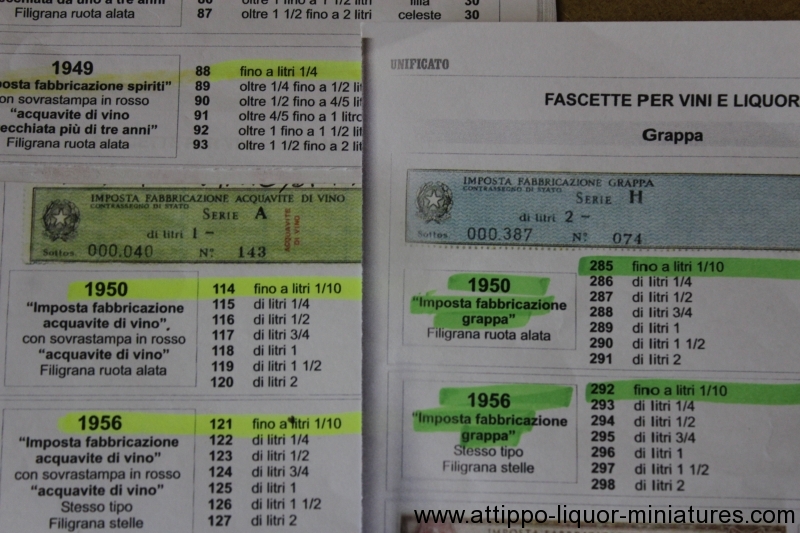 Filigrana ruota alata
87 oltre 1 1/2 fino a 2 litri
celeste 30
30
1949
"acquavite di vino
Filigrana ruota alata
con sovrastampa in rosso
88 fino a litri 1/4
89 oltre 1/4 fino a 1/2
90 oltre 1/2 fino a 4/5
91 oltre 4/5 fino a 1 litro
92 oltre 1 fino a 1 1/2
93 oltre 1 1/2 fino a 2
IMPOSTA FABBRICAZIONE ACQUAVITE DI VINO
CONTRASSEGNO DI STATO
SERIE A
di litri 1 -
ACQUAVITE
DI VINO
Sottos. 000.040 Nº 143
1950
"Imposta fabbricazione
acquavite di vino",
con sovrastampa in rosso
"acquavite di vino"
Filigrana ruota alata
114 fino a litri 1/10
115 di litri 1/4
116 di litri 1/2
117 di litri 3/4
118 di litri 1
119 di litri 1 1/2
120 di litri 2
1956
"Imposta fabbricazione
acquavite di vino"
con sovrastampa in rosso
"acquavite di vino"
Stesso tipo
Filigrana stelle
121 fino a litri 1/10
122 di litri 1/4
123 di litri 1/2
124 di litri 3/4
125 di litri 1
126 di litri 1 1/2
127 di litri 2
UNIFICATO
FASCETTE PER VINI E LIQUOR
Grappa
IMPOSTA FABBRICAZIONE GRAPPA
CONTRASSEGNO DI STATO
SERIE H
di litri 2 -
Sottos. 000.387 Nº 074
1950
"Imposta fabbricazione
grappa"
Filigrana ruota alata
285 fino a litri 1/10
286 di litri 1/4
287 di litri 1/2
288 di litri 3/4
289 di litri 1
290 di litri 1 1/2
291 di litri 2
1956
"Imposta fabbricazione
grappa"
Stesso tipo
Filigrana stelle
292 fino a litri 1/10
293 di litri 1/4
294 di litri 1/2
295 di litri 3/4
296 di litri 1
297 di litri 1 1/2
298 di litri 2
www.attippo-liquor-miniatures.com